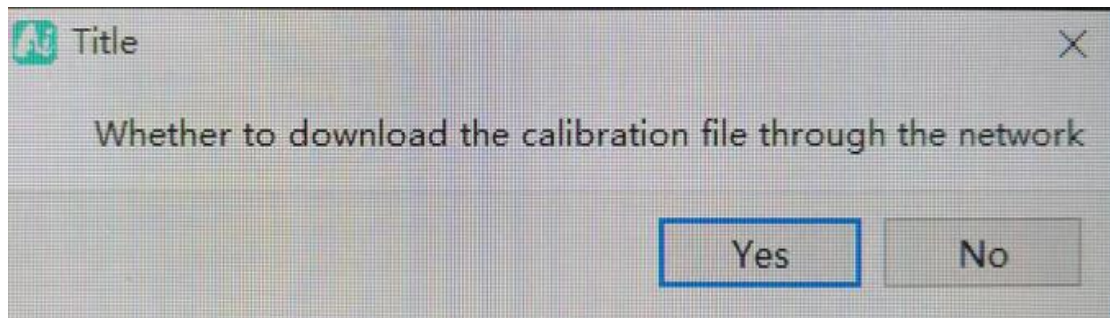 Title
Whether to download the calibration file through the network
Yes
No